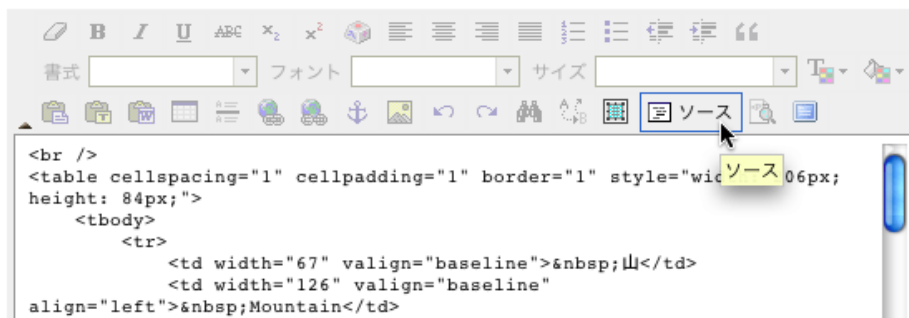 B I U ABC x₂ x²
書式 フォント サイズ
ソース
ソース
<br />
<table cellspacing="1" cellpadding="1" border="1" style="wid 06px;
height: 84px;">
<tbody>
<tr>
<td width="67" valign="baseline">&nbsp;山</td>
<td width="126" valign="baseline"
align="left">&nbsp;Mountain</td>